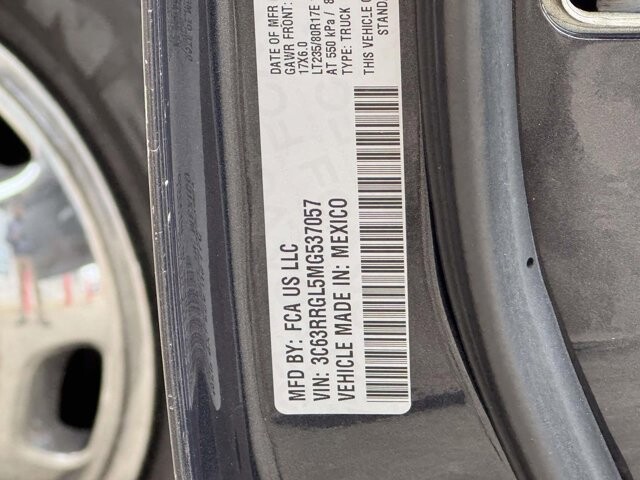 DATE OF MFR
GAWR FRONT:
17X6.0
LT235/80R17E
AT 550 kPa / 8
TYPE: TRUCK
THIS VEHICLE C
STAND
MFD BY: FCA US LLC
VIN: 3C63RRGL5MG537057
VEHICLE MADE IN: MEXICO